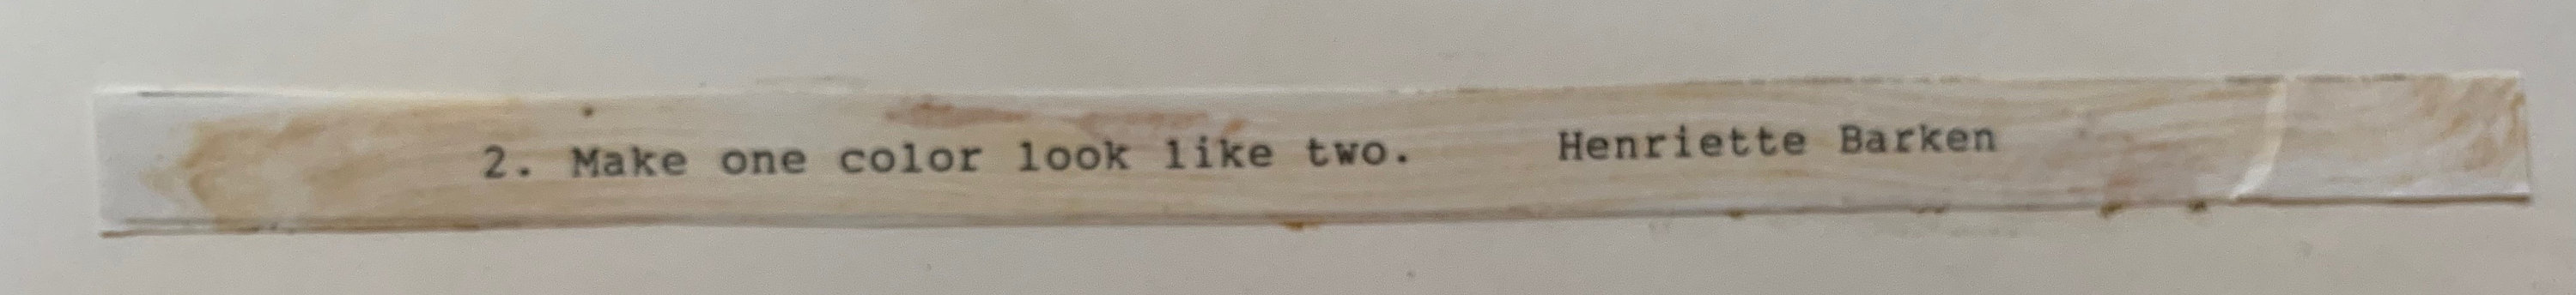 2. Make one color look like two. Henriette Barken